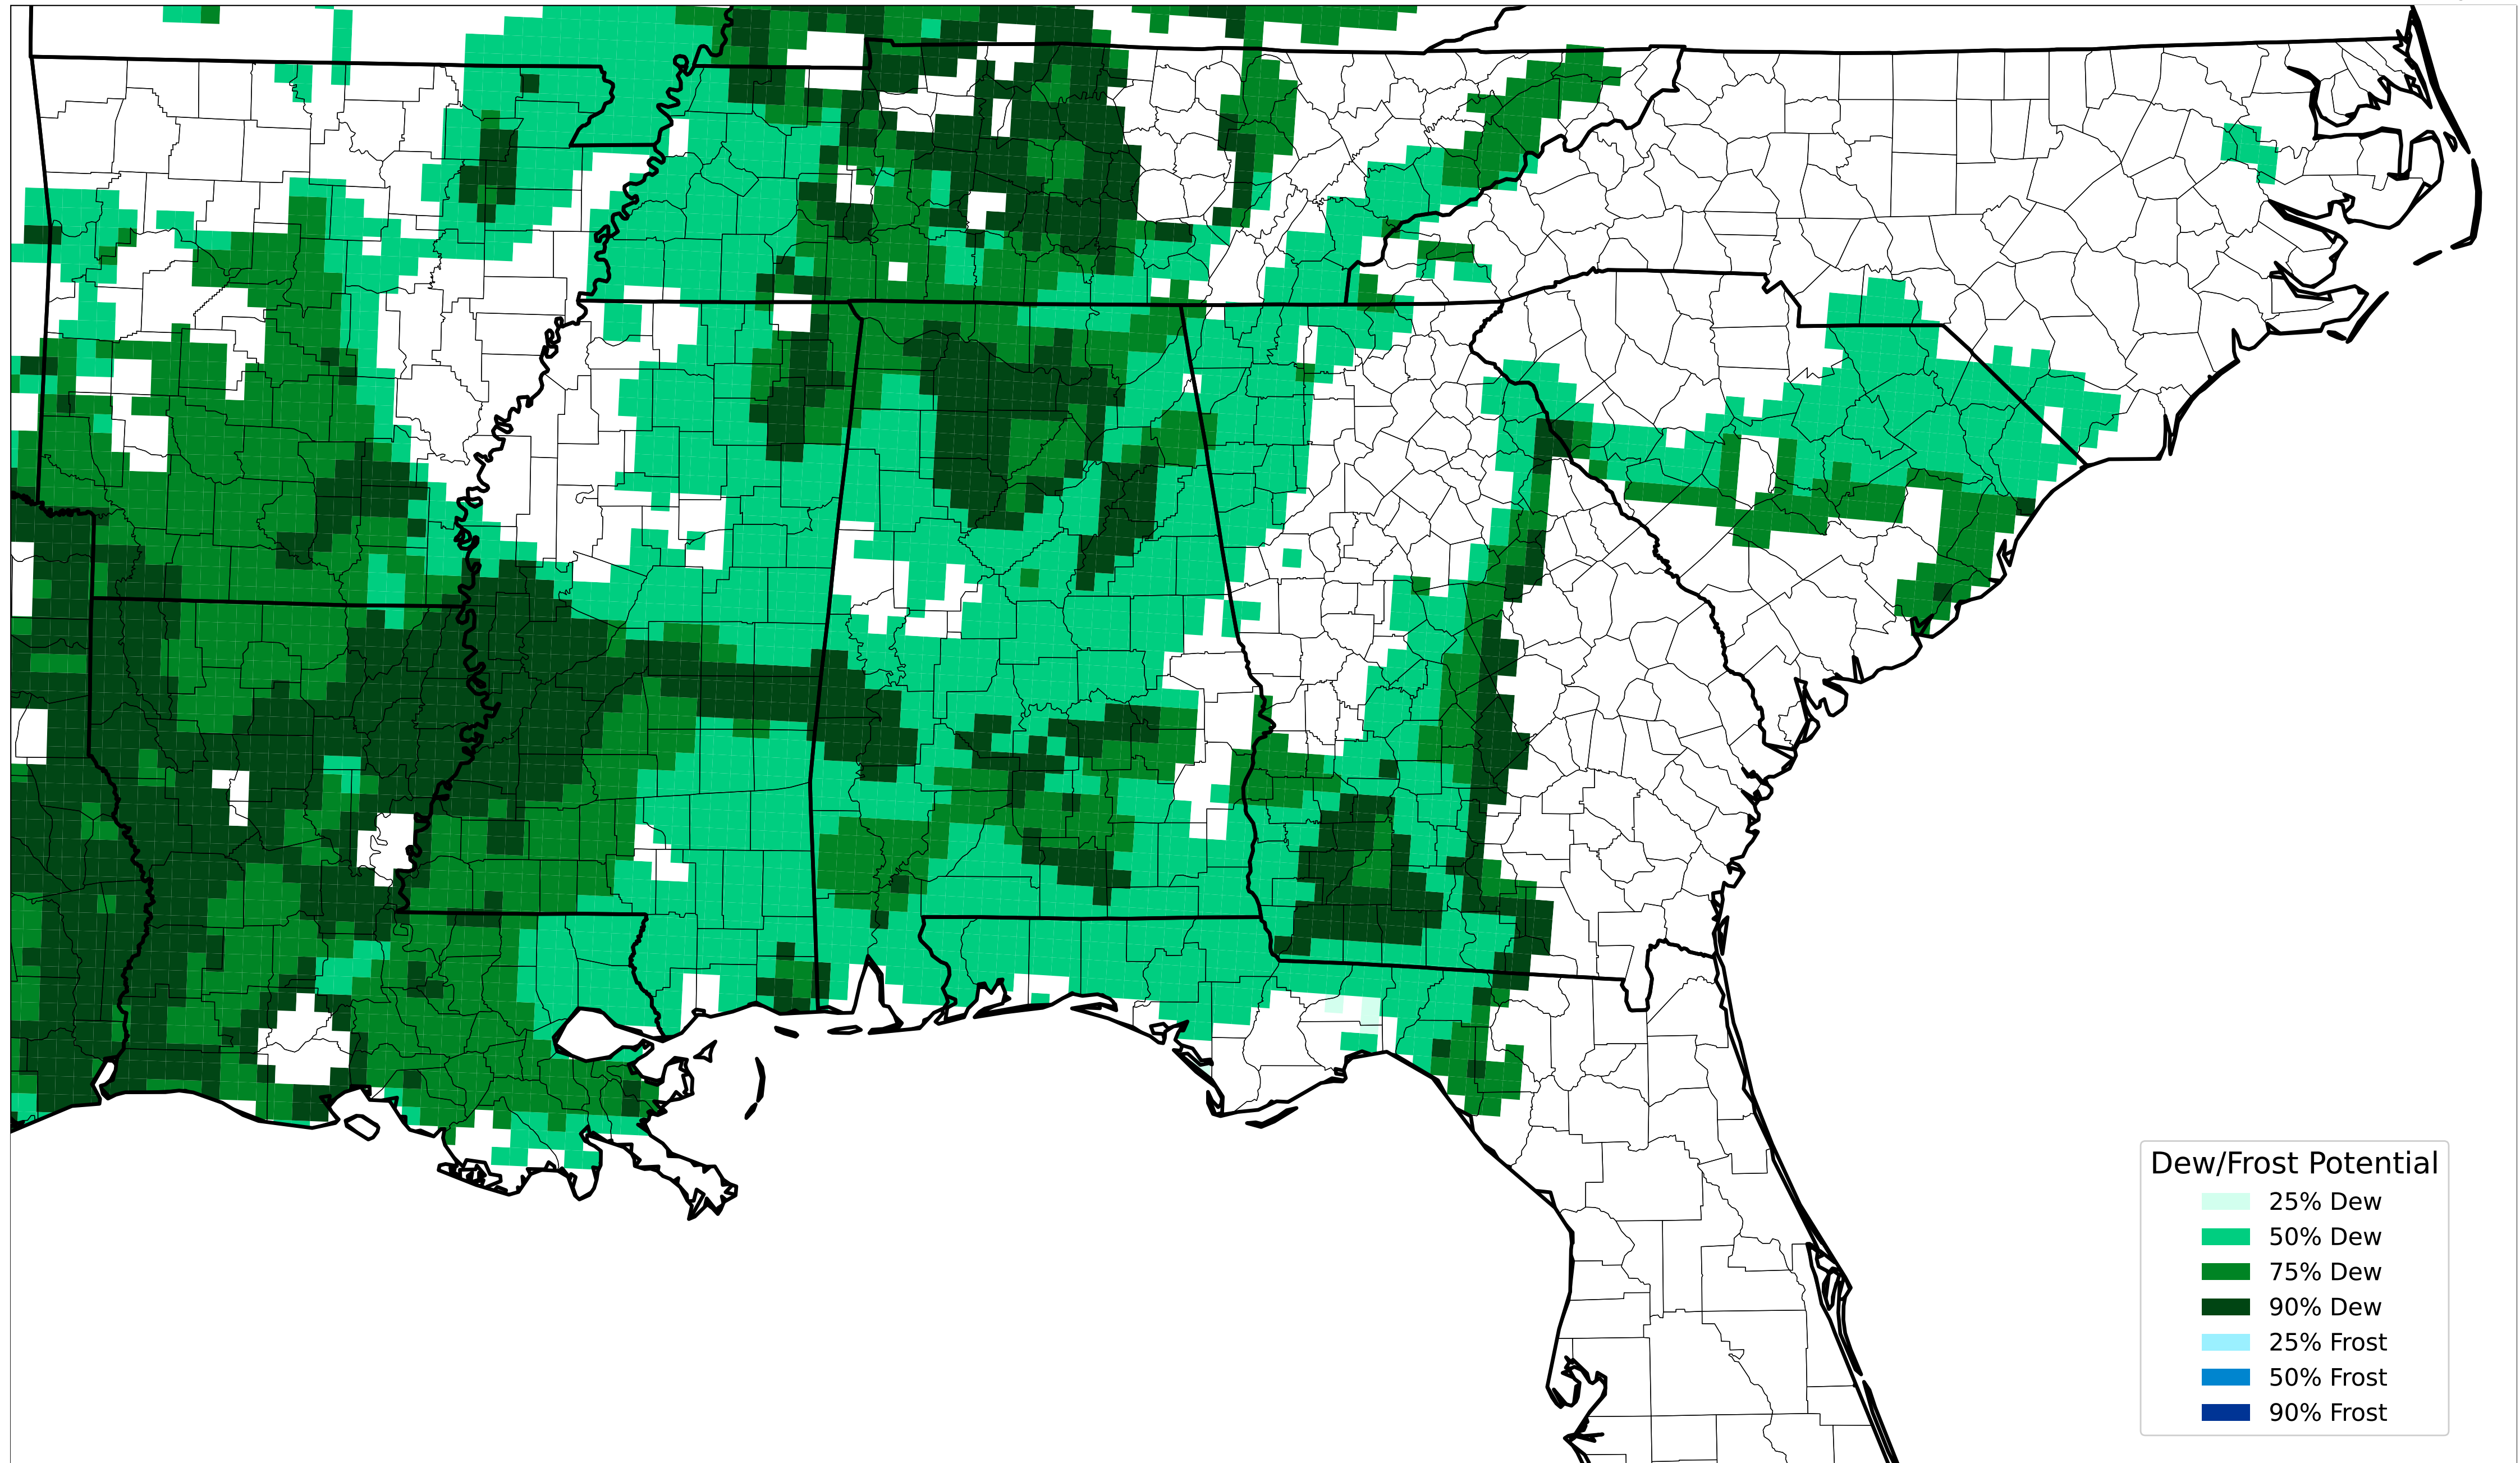 Dew/Frost Potential
25% Dew
50% Dew
75% Dew
90% Dew
25% Frost
50% Frost
90% Frost